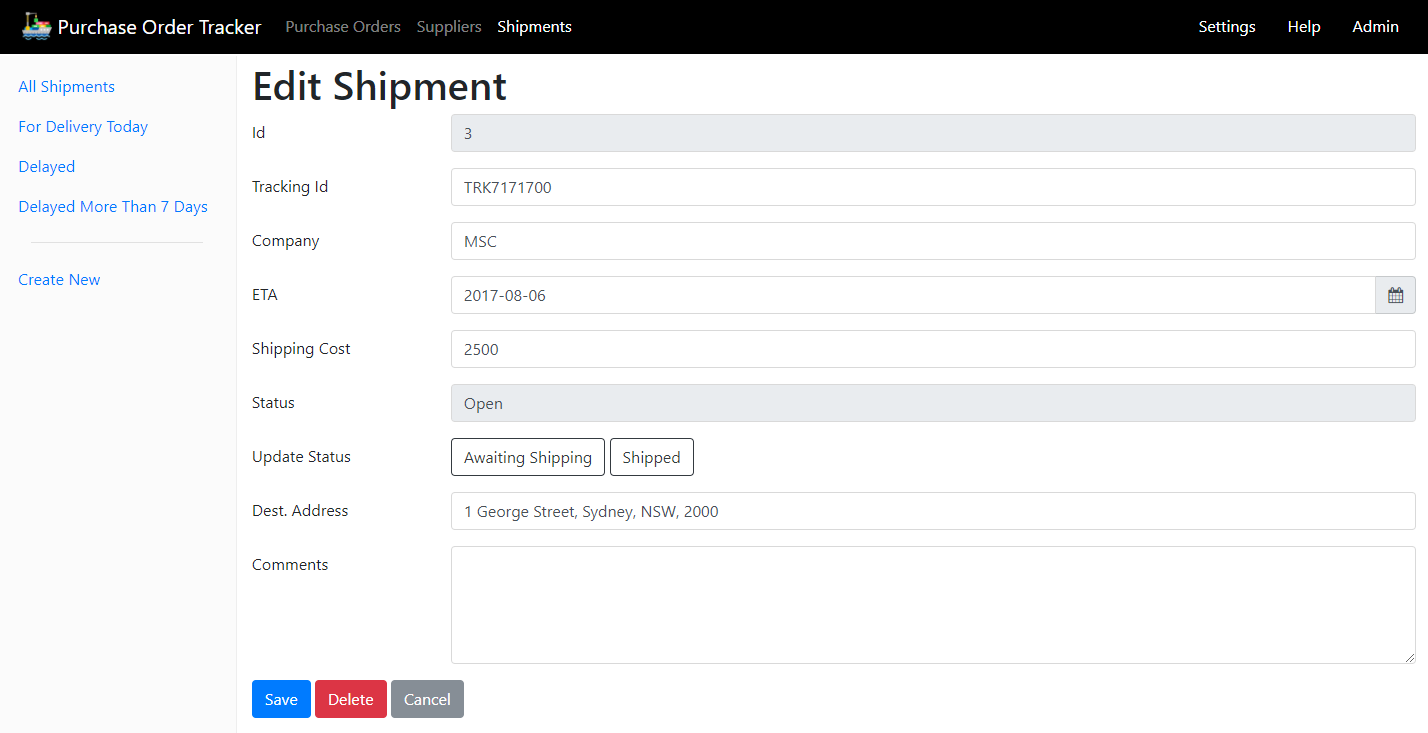 Purchase Order Tracker Purchase Orders Suppliers Shipments Settings Help Admin
All Shipments
For Delivery Today
Delayed
Delayed More Than 7 Days
Create New
Edit Shipment
Id 3
Tracking Id TRK7171700
Company MSC
ETA 2017-08-06
Shipping Cost 2500
Status Open
Update Status Awaiting Shipping Shipped
Dest. Address 1 George Street, Sydney, NSW, 2000
Comments
Save Delete Cancel